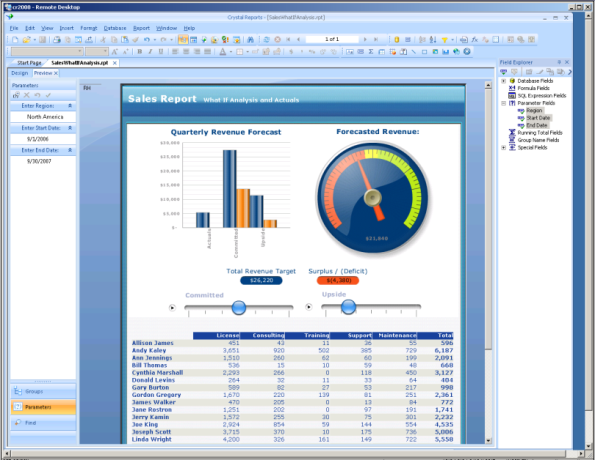 cr2008 - Remote Desktop
Crystal Reports - [SalesWhatIfAnalysis.rpt]
File Edit View Insert Format Database Report Window Help
1 of 1
Start Page SalesWhatIfAnalysis.rpt
Design Preview
Parameters
Enter Region:
North America
Enter Start Date:
9/1/2006
Enter End Date:
9/30/2007
Groups
Parameters
Find
Sales Report What If Analysis and Actuals
Quarterly Revenue Forecast
$30,000
$25,000
$20,000
$15,000
$10,000
$5,000
$0
Actuals
Committed
Upside
Forecasted Revenue:
$21,840
Total Revenue Target Surplus / (Deficit)
$26,220 $(4,380)
Committed Upside
License Consulting Training Support Maintenance Total
Allison James 451 43 11 36 55 596
Andy Kaley 3,651 920 502 385 729 6,187
Ann Jennings 1,510 260 62 60 199 2,091
Bill Thomas 536 15 10 59 48 668
Cynthia Marshall 2,293 266 0 118 450 3,127
Donald Levins 264 32 11 33 64 404
Gary Burton 589 82 27 53 217 998
Gordon Gregory 1,670 220 139 81 251 2,361
James Walker 470 205 0 13 84 772
Jane Rostron 1,251 202 0 97 191 1,741
Jerry Kamin 1,572 255 30 75 301 2,232
Joe King 2,924 854 59 144 554 4,535
Joseph Scott 3,715 370 10 175 736 5,006
Linda Wright 4,200 326 161 149 722 5,558
Field Explorer
Database Fields
Formula Fields
SQL Expression Fields
Parameter Fields
Region
Start Date
End Date
Running Total Fields
Group Name Fields
Special Fields